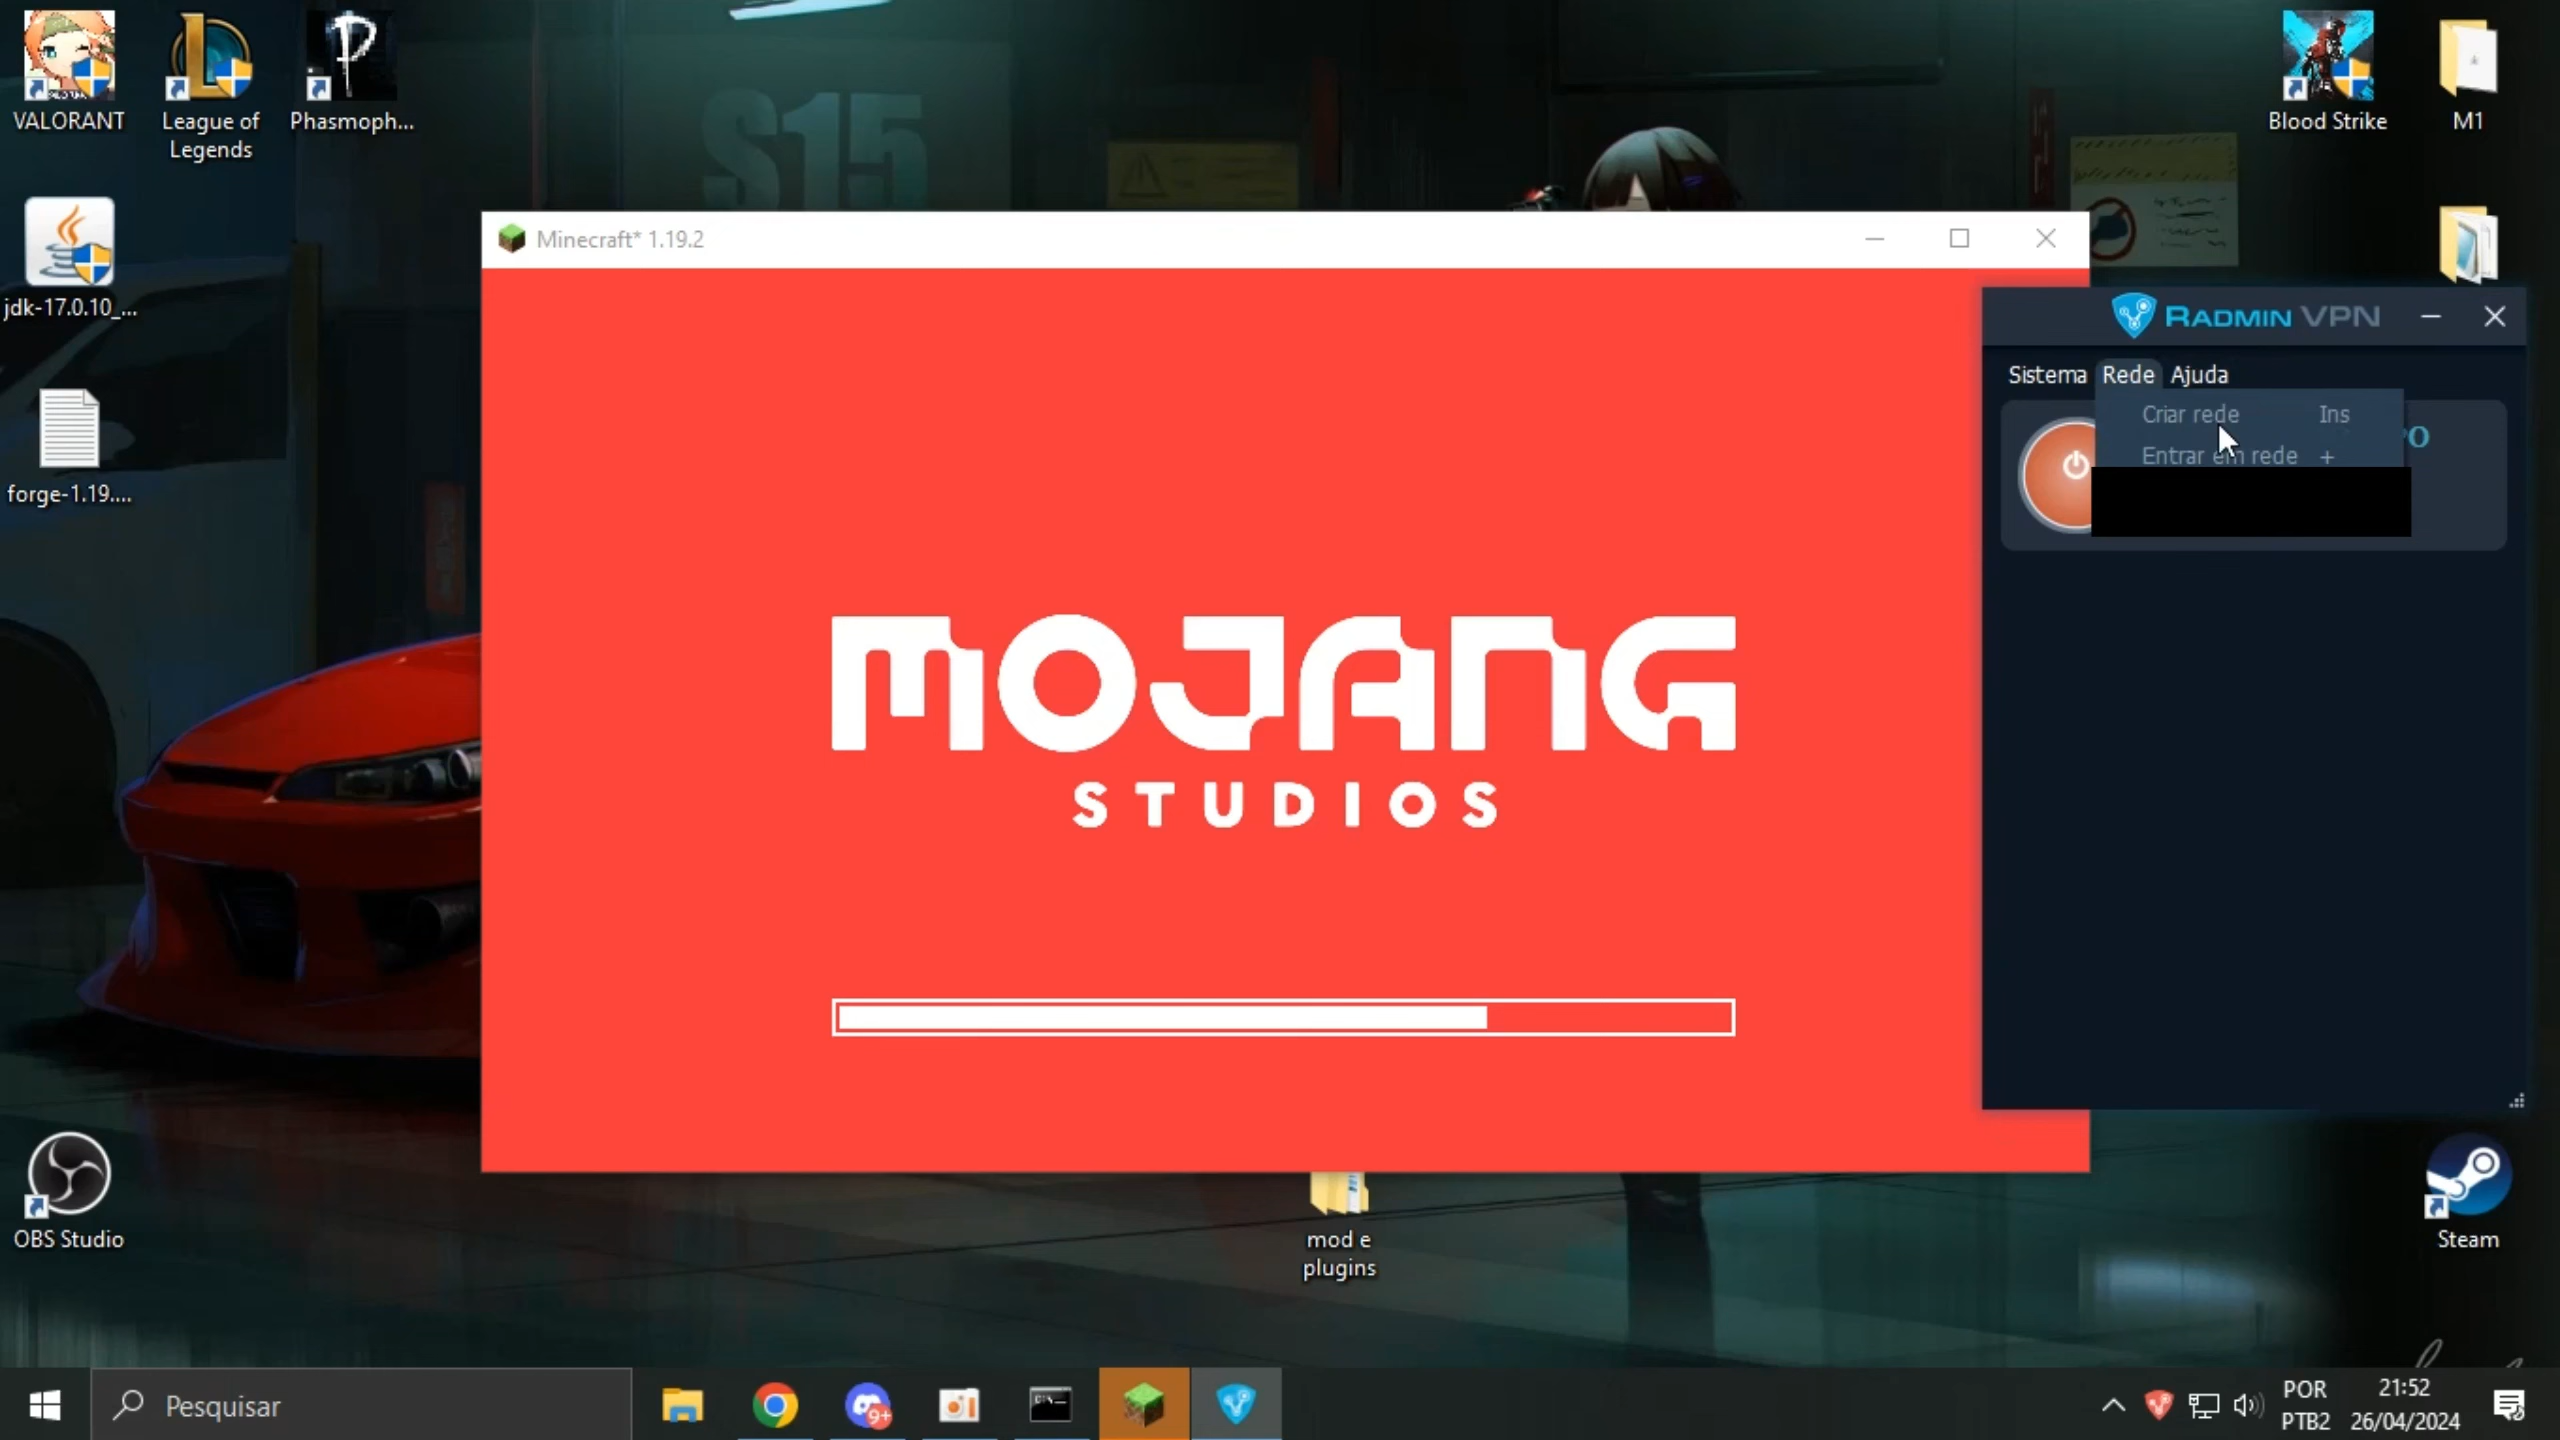 VALORANT
League of
Legends
Phasmoph...
Blood Strike
M1
S15
jdk-17.0.10_...
forge-1.19....
Minecraft* 1.19.2
MOJANG
STUDIOS
RADMIN VPN
Sistema Rede Ajuda
Criar rede Ins
Entrar em rede +
OBS Studio
mod e
plugins
Steam
Pesquisar
9+
POR
PTB2
21:52
26/04/2024